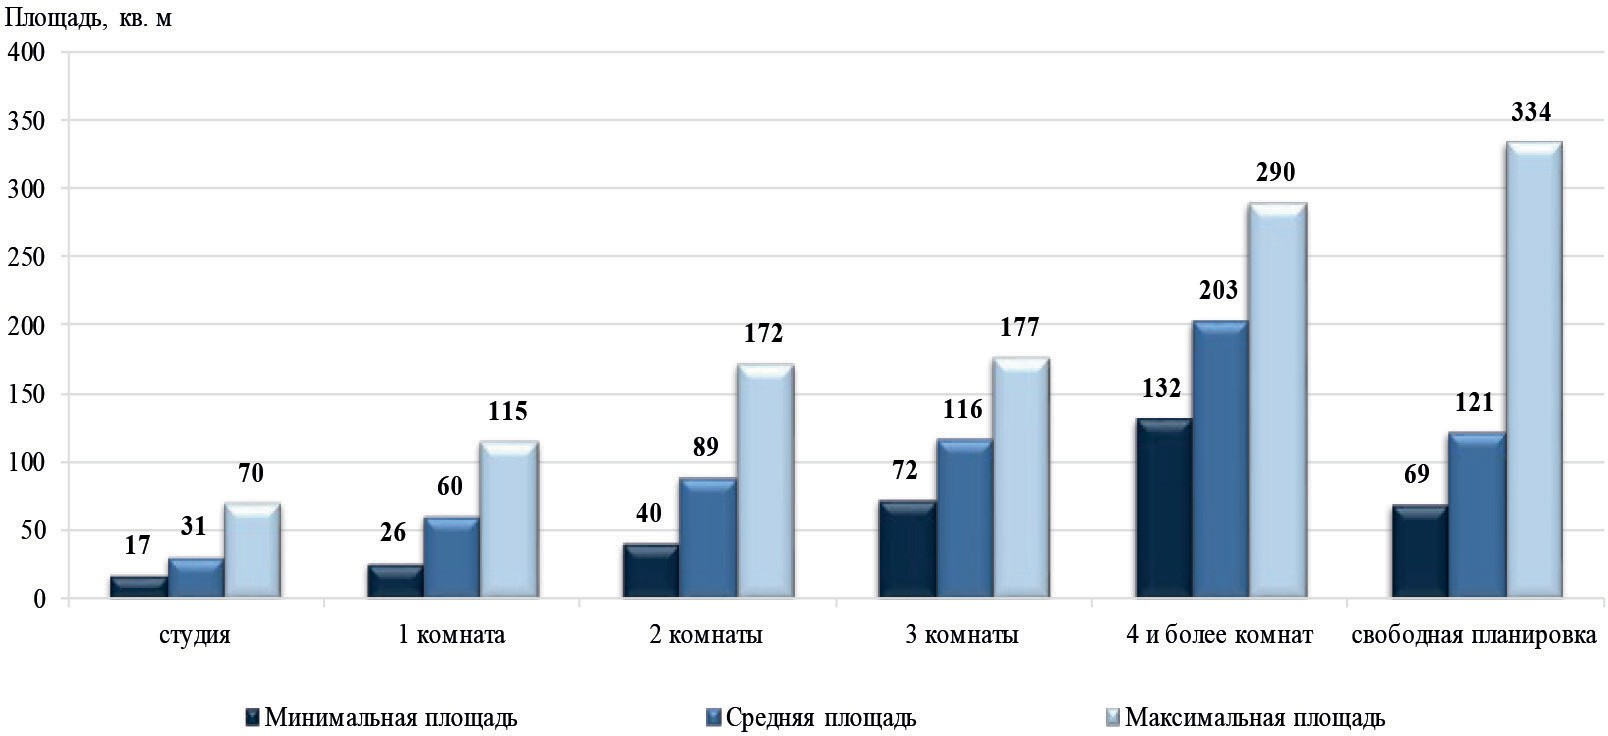 Площадь, кв. м
400
350
300
250
200
150
100
50
0
17 31 70
26 60 115
40 89 172
72 116 177
132 203 290
69 121 334
студия 1 комната 2 комнаты 3 комнаты 4 и более комнат свободная планировка
Минимальная площадь Средняя площадь Максимальная площадь